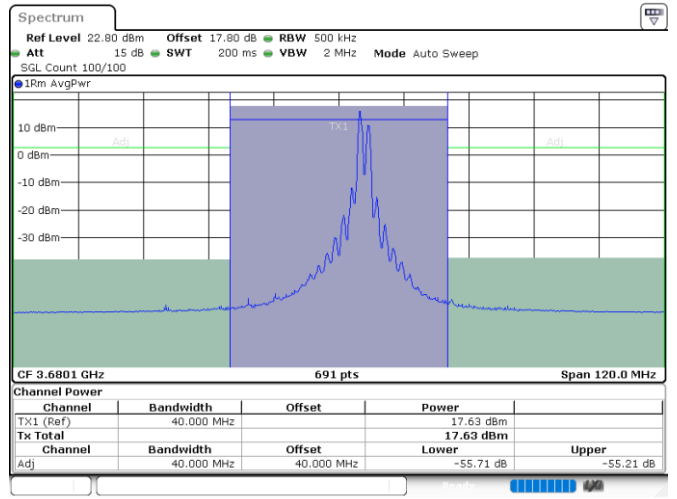 Spectrum
Ref Level 22.80 dBm Offset 17.80 dB RBW 500 kHz
Att 15 dB SWT 200 ms VBW 2 MHz Mode Auto Sweep
SGL Count 100/100
1Rm AvgPwr
TX1
10 dBm
Adj Adj
0 dBm
-10 dBm
-20 dBm
-30 dBm
CF 3.6801 GHz 691 pts Span 120.0 MHz
Channel Power
Channel Bandwidth Offset Power
TX1 (Ref) 40.000 MHz 17.63 dBm
Tx Total 17.63 dBm
Channel Bandwidth Offset Lower Upper
Adj 40.000 MHz 40.000 MHz -55.71 dB -55.21 dB